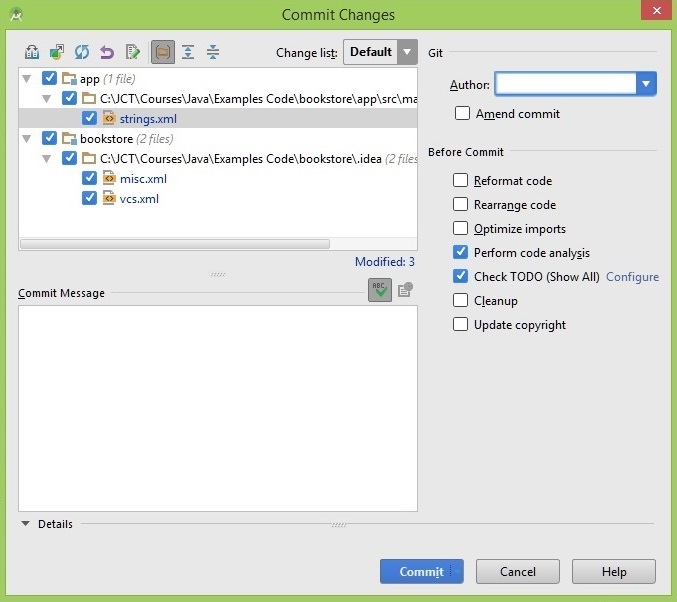 Commit Changes
Change list: Default
app (1 file)
C:\JCT\Courses\Java\Examples Code\bookstore\app\src\ma
strings.xml
bookstore (2 files)
C:\JCT\Courses\Java\Examples Code\bookstore\.idea (2 files
misc.xml
vcs.xml
Modified: 3
Commit Message
ABC
Git
Author:
Amend commit
Before Commit
Reformat code
Rearrange code
Optimize imports
Perform code analysis
Check TODO (Show All) Configure
Cleanup
Update copyright
Details
Commit Cancel Help